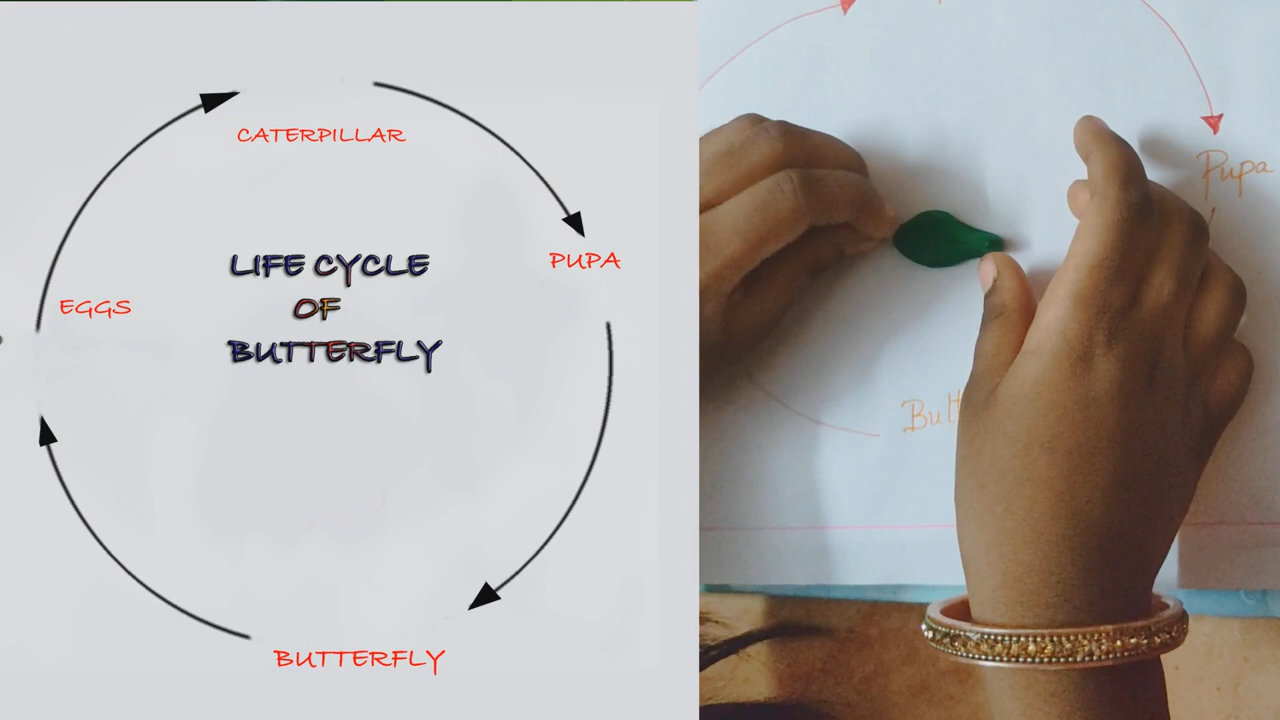 CATERPILLAR
PUPA
EGGS
LIFE CYCLE
OF
BUTTERFLY
BUTTERFLY
Pupa